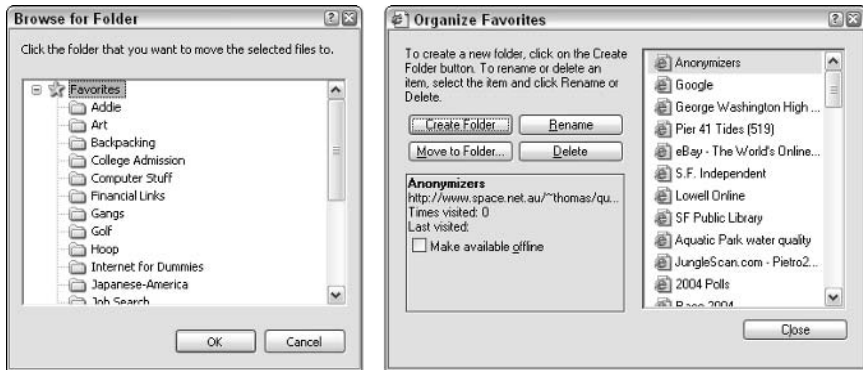 Browse for Folder
Click the folder that you want to move the selected files to.
Favorites
Addie
Art
Backpacking
College Admission
Computer Stuff
Financial Links
Gangs
Golf
Hoop
Internet for Dummies
Japanese-America
Job Search
OK
Cancel
Organize Favorites
To create a new folder, click on the Create
Folder button. To rename or delete an
item, select the item and click Rename or
Delete.
Create Folder
Rename
Move to Folder...
Delete
Anonymizers
http://www.space.net.au/~thomas/qu...
Times visited: 0
Last visited:
Make available offline
Anonymizers
Google
George Washington High ...
Pier 41 Tides (519)
eBay - The World's Online...
S.F. Independent
Lowell Online
SF Public Library
Aquatic Park water quality
JungleScan.com - Pietro2...
2004 Polls
Race 2004
Close